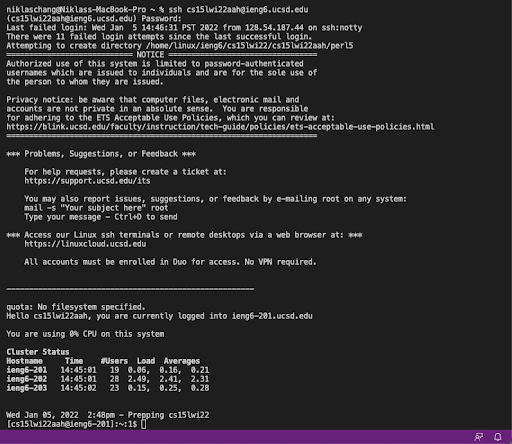 niklaschang@Niklass-MacBook-Pro ~ % ssh cs15lwi22aah@ieng6.ucsd.edu
(cs15lwi22aah@ieng6.ucsd.edu) Password:
Last failed login: Wed Jan  5 14:46:31 PST 2022 from 128.54.187.44 on ssh:notty
There were 11 failed login attempts since the last successful login.
Attempting to create directory /home/linux/ieng6/cs15lwi22/cs15lwi22aah/perl5
============================ NOTICE =================================
Authorized use of this system is limited to password-authenticated
usernames which are issued to individuals and are for the sole use of
the person to whom they are issued.
Privacy notice: be aware that computer files, electronic mail and
accounts are not private in an absolute sense.  You are responsible
for adhering to the ETS Acceptable Use Policies, which you can review at:
https://blink.ucsd.edu/faculty/instruction/tech-guide/policies/ets-acceptable-use-policies.html
=====================================================================
*** Problems, Suggestions, or Feedback ***
For help requests, please create a ticket at:
https://support.ucsd.edu/its
You may also report issues, suggestions, or feedback by e-mailing root on any system:
mail -s "Your subject here" root
Type your message - Ctrl+D to send
*** Access our Linux ssh terminals or remote desktops via a web browser at: ***
https://linuxcloud.ucsd.edu
All accounts must be enrolled in Duo for access. No VPN required.
-------------------------------------------------------
quota: No filesystem specified.
Hello cs15lwi22aah, you are currently logged into ieng6-201.ucsd.edu
You are using 0% CPU on this system
Cluster Status
Hostname     Time    #Users  Load  Averages
ieng6-201   14:45:01   19  0.06,  0.16,  0.21
ieng6-202   14:45:01   28  2.49,  2.41,  2.31
ieng6-203   14:45:02   23  0.15,  0.25,  0.28
Wed Jan 05, 2022  2:48pm - Prepping cs15lwi22
[cs15lwi22aah@ieng6-201]:~:1$